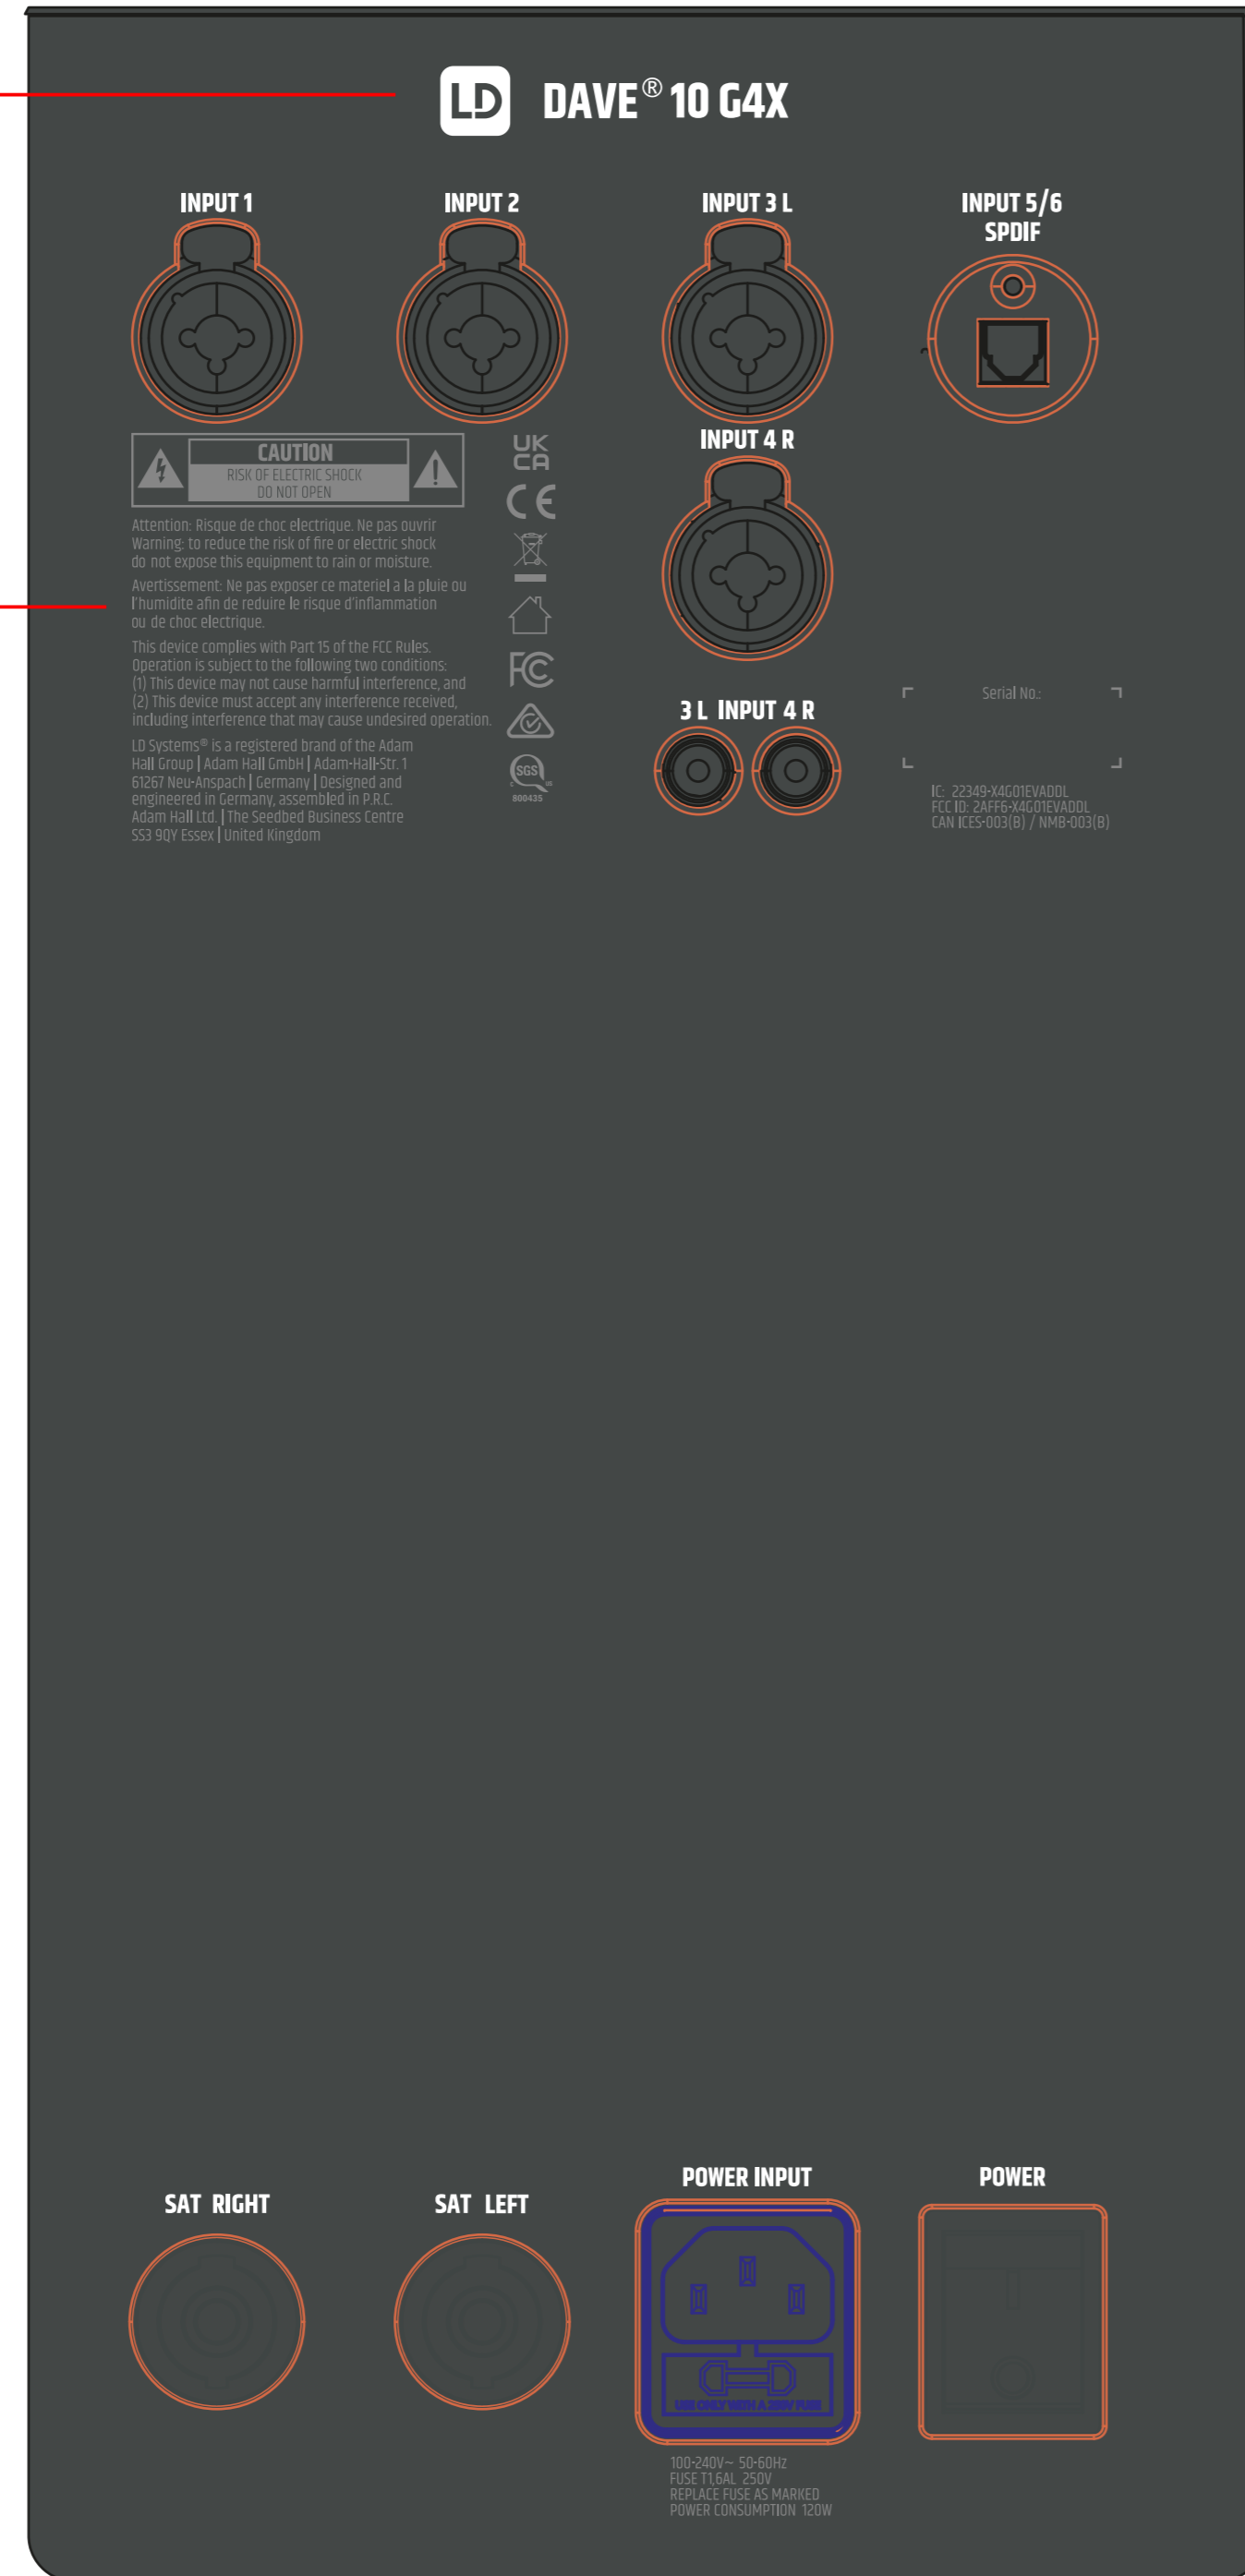 LD DAVE® 10 G4X
INPUT 1
INPUT 2
INPUT 3 L
INPUT 5/6
SPDIF
CAUTION
RISK OF ELECTRIC SHOCK
DO NOT OPEN
Attention: Risque de choc electrique. Ne pas ouvrir
Warning: to reduce the risk of fire or electric shock
do not expose this equipment to rain or moisture.
Avertissement: Ne pas exposer ce materiel a la pluie ou
l'humidite afin de reduire le risque d'inflammation
ou de choc electrique.
This device complies with Part 15 of the FCC Rules.
Operation is subject to the following two conditions:
(1) This device may not cause harmful interference, and
(2) This device must accept any interference received,
including interference that may cause undesired operation.
LD Systems® is a registered brand of the Adam
Hall Group | Adam Hall GmbH | Adam-Hall-Str. 1
61267 Neu-Anspach | Germany | Designed and
engineered in Germany, assembled in P.R.C.
Adam Hall Ltd. | The Seedbed Business Centre
SS3 9QY Essex | United Kingdom
UK
CA
CE
FC
SGS
C US
800435
INPUT 4 R
3 L INPUT 4 R
Serial No.:
IC: 22349-X4G01EVADDL
FCC ID: 2AFF6-X4G01EVADDL
CAN ICES-003(B) / NMB-003(B)
SAT RIGHT
SAT LEFT
POWER INPUT
POWER
USE ONLY WITH A 250V FUSE
100-240V~ 50-60Hz
FUSE T1,6AL 250V
REPLACE FUSE AS MARKED
POWER CONSUMPTION 120W